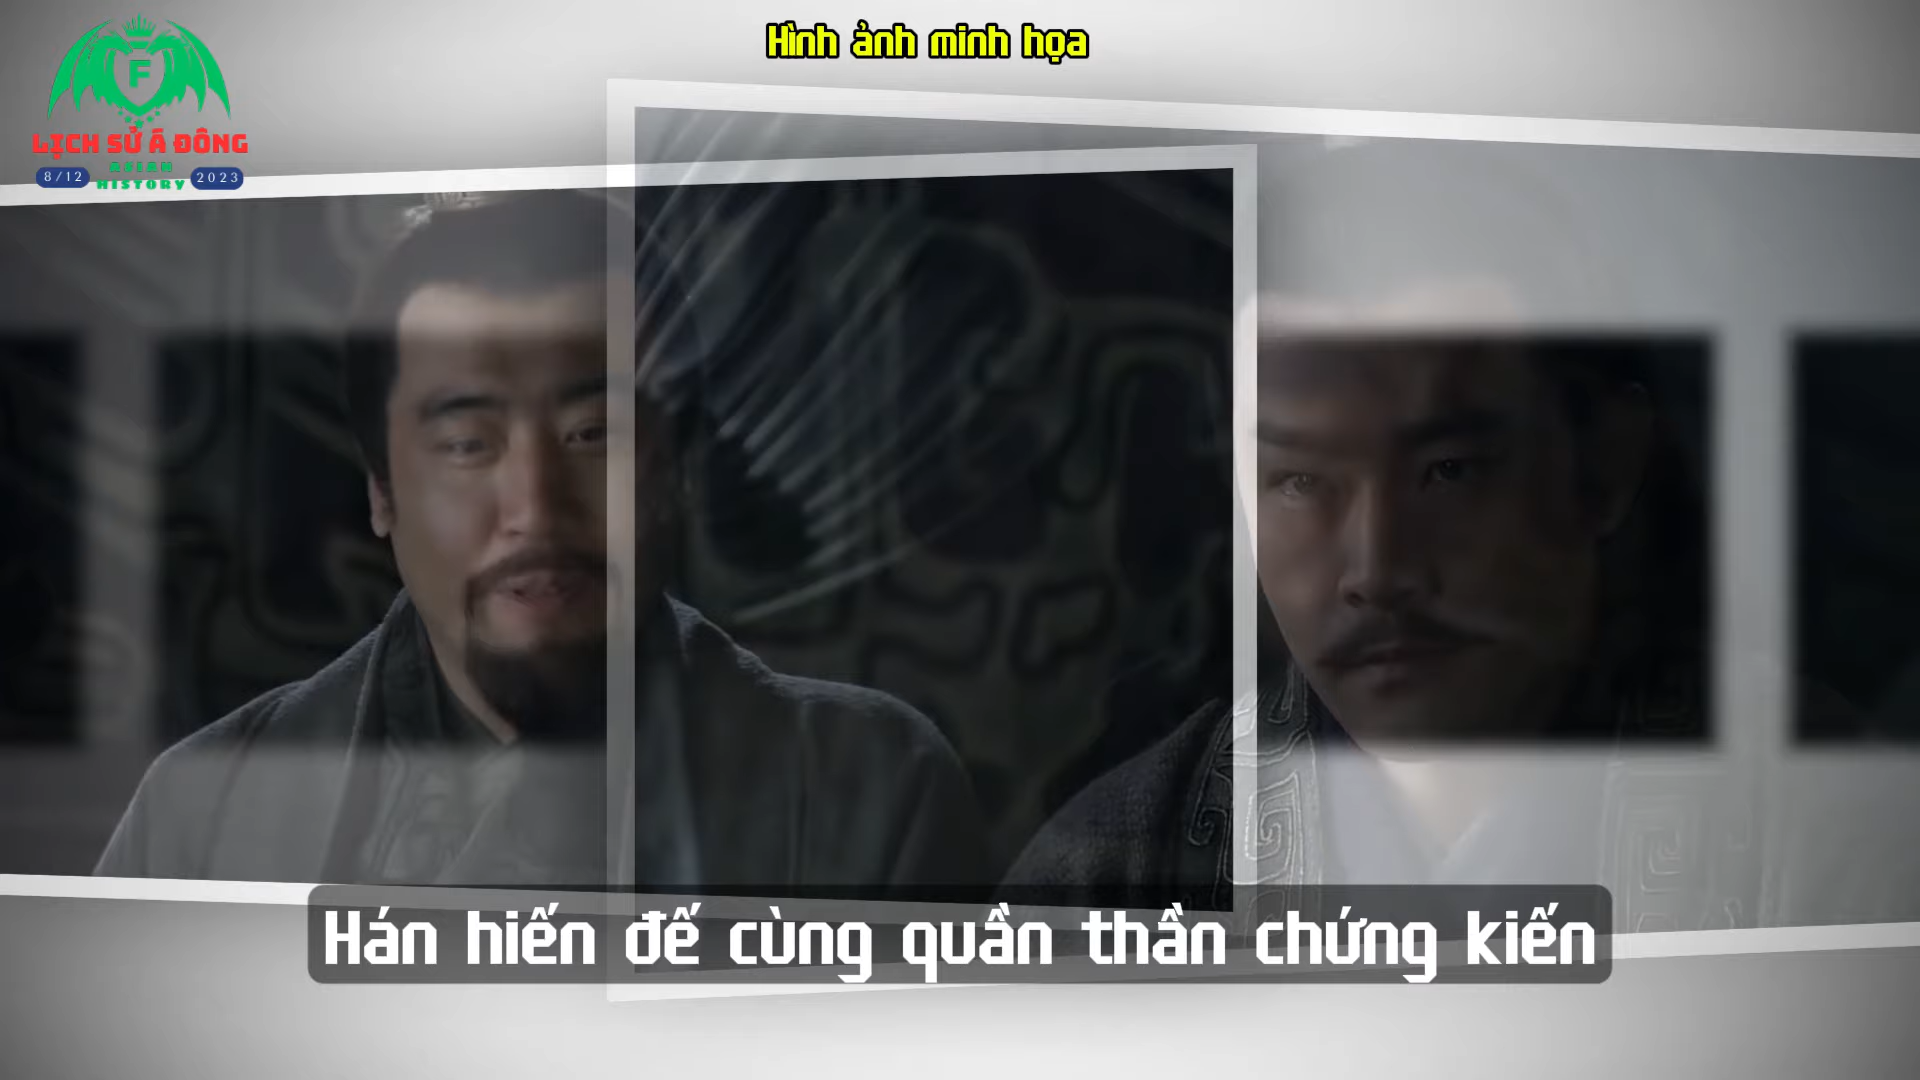 Hình ảnh minh họa
F
LỊCH SỬ Á ĐÔNG
ASIAN
8/12 HISTORY 2023
Hán hiến đế cùng quần thần chứng kiến